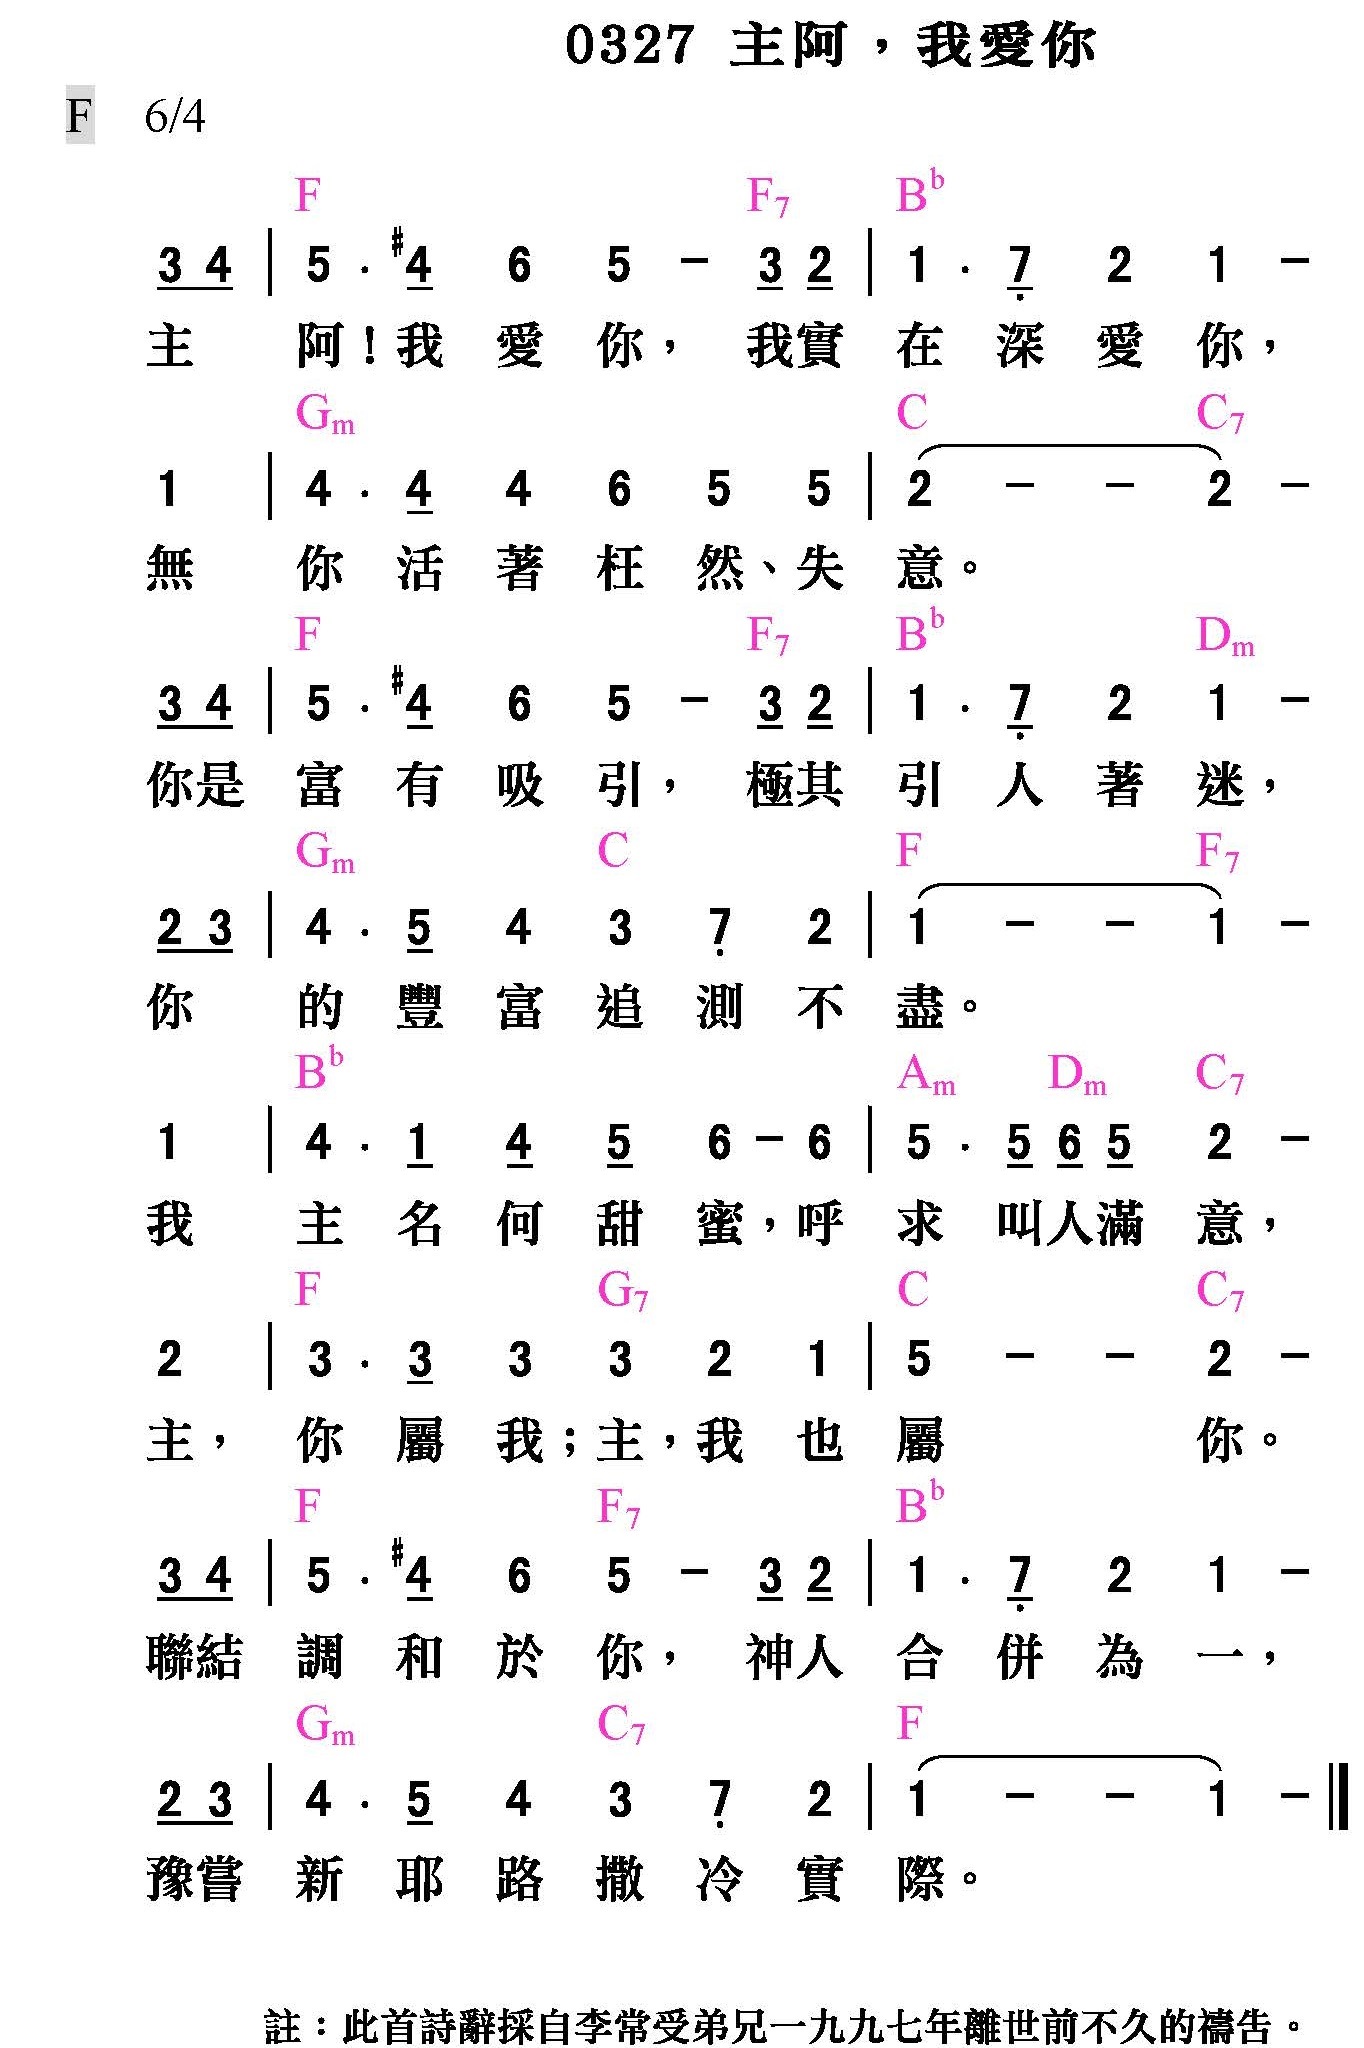 0327 主阿，我愛你
F 6/4
F F7 Bb
3 4 | 5 . #4 6 5 - 3 2 | 1 . 7̣ 2 1 -
主 阿！我 愛 你， 我實 在 深 愛 你，
Gm C C7
1 | 4 . 4 4 6 5 5 | 2 - - 2 -
無 你 活 著 枉 然、失 意。
F F7 Bb Dm
3 4 | 5 . #4 6 5 - 3 2 | 1 . 7̣ 2 1 -
你是 富 有 吸 引， 極其 引 人 著 迷，
Gm C F F7
2 3 | 4 . 5 4 3 7̣ 2 | 1 - - 1 -
你 的 豐 富 追 測 不 盡。
Bb Am Dm C7
1 | 4 . 1 4 5 6 - 6 | 5 . 5 6 5 2 -
我 主 名 何 甜 蜜，呼 求 叫人滿 意，
F G7 C C7
2 | 3 . 3 3 3 2 1 | 5 - - 2 -
主， 你 屬 我；主，我 也 屬 你。
F F7 Bb
3 4 | 5 . #4 6 5 - 3 2 | 1 . 7̣ 2 1 -
聯結 調 和 於 你， 神人 合 併 為 一，
Gm C7 F
2 3 | 4 . 5 4 3 7̣ 2 | 1 - - 1 - ‖
豫嘗 新 耶 路 撒 冷 實 際。
註：此首詩辭採自李常受弟兄一九九七年離世前不久的禱告。